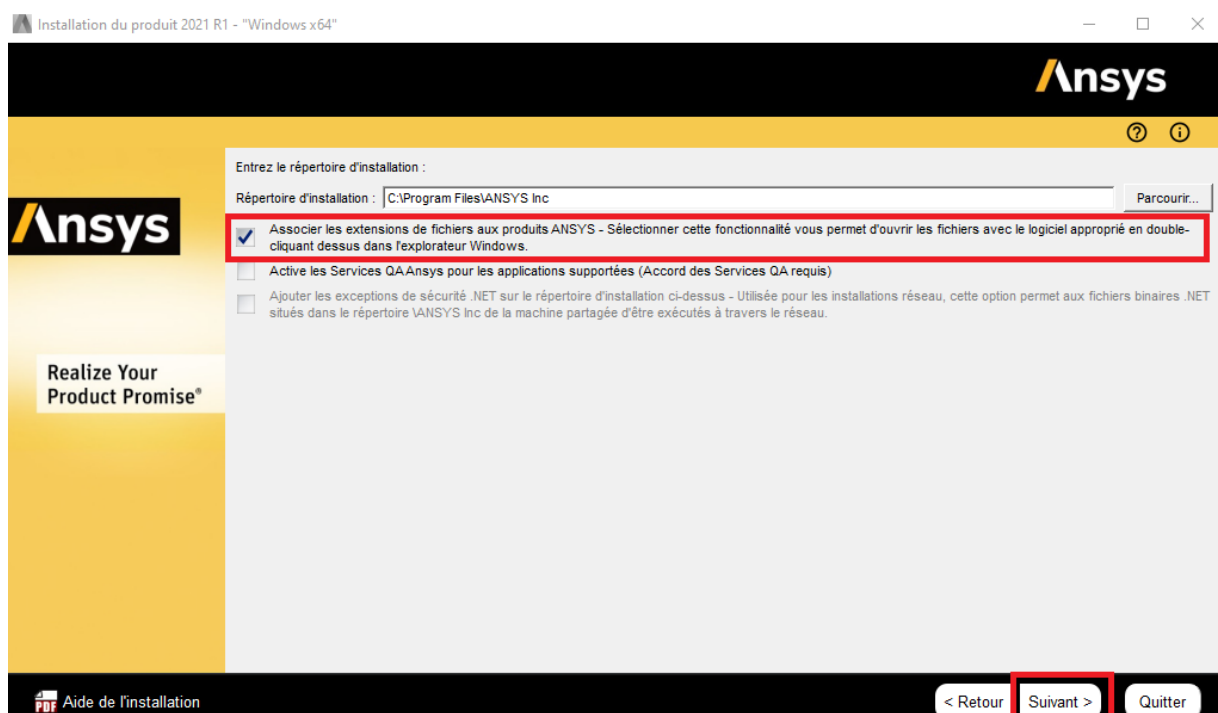 Installation du produit 2021 R1 - "Windows x64"
Ansys
Entrez le répertoire d'installation :
Répertoire d'installation : C:\Program Files\ANSYS Inc Parcourir...
Ansys
Associer les extensions de fichiers aux produits ANSYS - Sélectionner cette fonctionnalité vous permet d'ouvrir les fichiers avec le logiciel approprié en double-
cliquant dessus dans l'explorateur Windows.
Active les Services QA Ansys pour les applications supportées (Accord des Services QA requis)
Ajouter les exceptions de sécurité .NET sur le répertoire d'installation ci-dessus - Utilisée pour les installations réseau, cette option permet aux fichiers binaires .NET
situés dans le répertoire \ANSYS Inc de la machine partagée d'être exécutés à travers le réseau.
Realize Your
Product Promise®
PDF Aide de l'installation
< Retour Suivant > Quitter